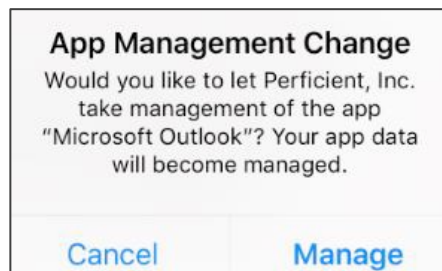 App Management Change
Would you like to let Perficient, Inc.
take management of the app
"Microsoft Outlook"? Your app data
will become managed.
Cancel
Manage